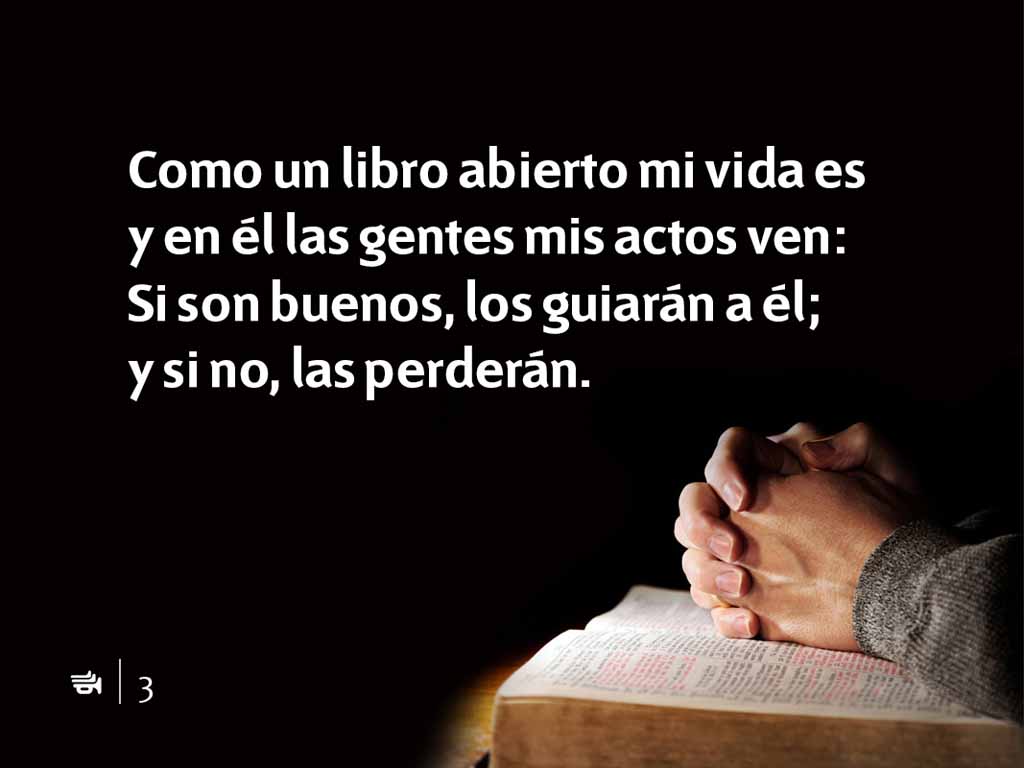 Como un libro abierto mi vida es
y en él las gentes mis actos ven:
Si son buenos, los guiarán a él;
y si no, las perderán.
3